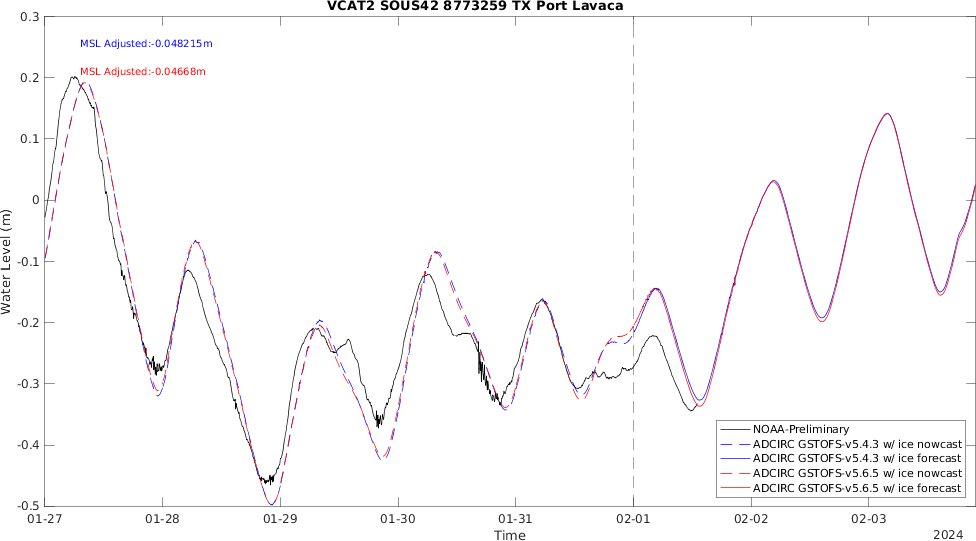 VCAT2 SOUS42 8773259 TX Port Lavaca
MSL Adjusted:-0.048215m
MSL Adjusted:-0.04668m
0.3
0.2
0.1
0
-0.1
-0.2
-0.3
-0.4
-0.5
Water Level (m)
NOAA-Preliminary
ADCIRC GSTOFS-v5.4.3 w/ ice nowcast
ADCIRC GSTOFS-v5.4.3 w/ ice forecast
ADCIRC GSTOFS-v5.6.5 w/ ice nowcast
ADCIRC GSTOFS-v5.6.5 w/ ice forecast
01-27 01-28 01-29 01-30 01-31 02-01 02-02 02-03
Time
2024